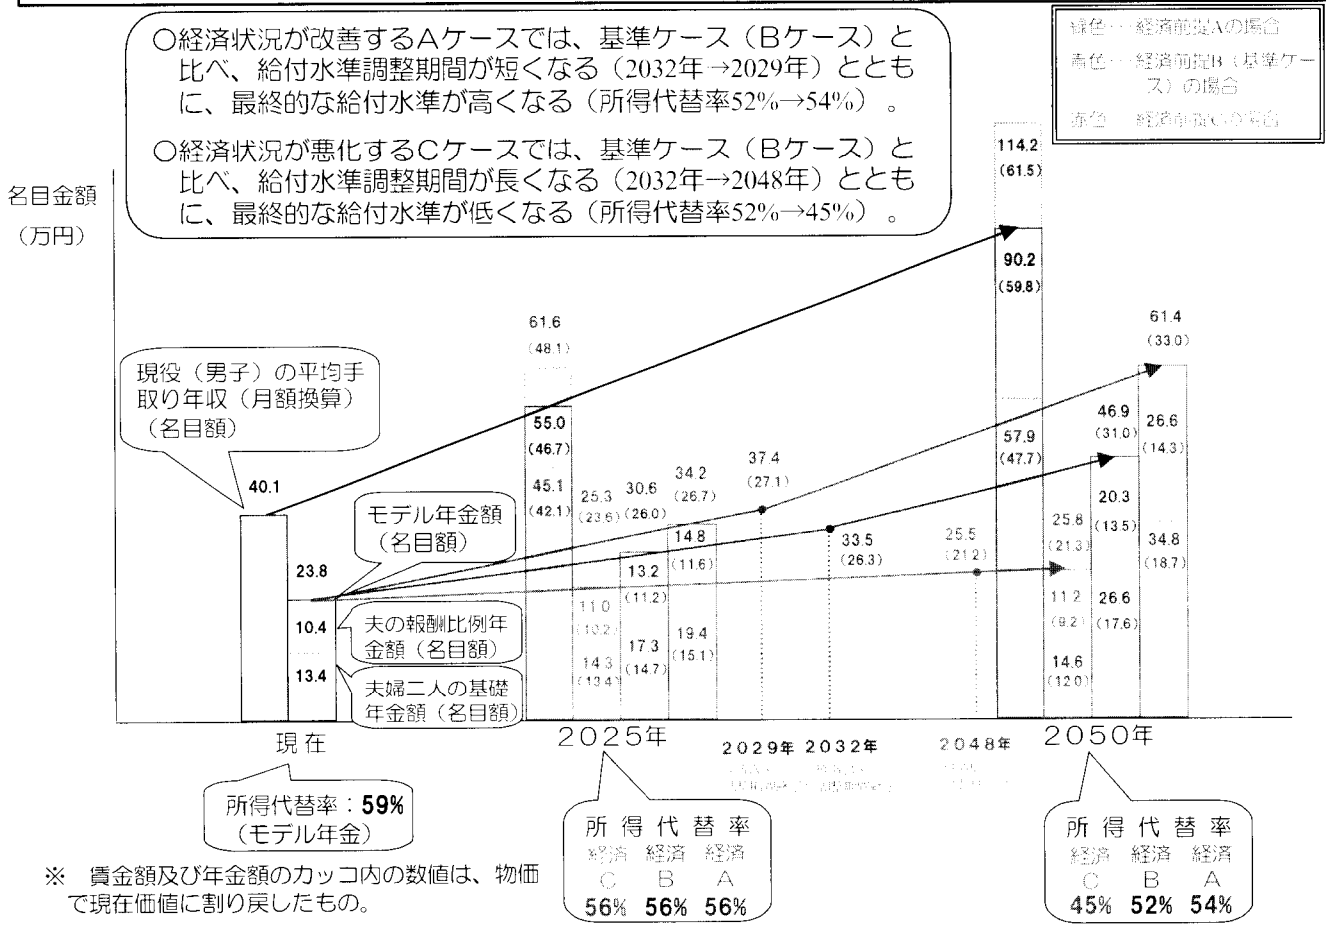 ○経済状況が改善するAケースでは、基準ケース（Bケース）と
比べ、給付水準調整期間が短くなる（2032年→2029年）ととも
に、最終的な給付水準が高くなる（所得代替率52%→54%）。
○経済状況が悪化するCケースでは、基準ケース（Bケース）と
比べ、給付水準調整期間が長くなる（2032年→2048年）ととも
に、最終的な給付水準が低くなる（所得代替率52%→45%）。
緑色…経済前提Aの場合
青色…経済前提B（基準ケー
ス）の場合
赤色…経済前提Cの場合
名目金額
（万円）
現役（男子）の平均手
取り年収（月額換算）
（名目額）
40.1
モデル年金額
（名目額）
23.8
10.4
13.4
夫の報酬比例年
金額（名目額）
夫婦二人の基礎
年金額（名目額）
61.6
(48.1)
55.0
(46.7)
45.1
(42.1)
25.3
(23.6)
11.0
(10.2)
14.3
(13.4)
30.6
(26.0)
13.2
(11.2)
17.3
(14.7)
34.2
(26.7)
14.8
(11.6)
19.4
(15.1)
37.4
(27.1)
33.5
(26.3)
25.5
(21.2)
114.2
(61.5)
90.2
(59.8)
57.9
(47.7)
25.8
(21.3)
11.2
(9.2)
14.6
(12.0)
46.9
(31.0)
20.3
(13.5)
26.6
(17.6)
61.4
(33.0)
26.6
(14.3)
34.8
(18.7)
現在
2025年
2029年
2032年
2048年
2050年
所得代替率：59%
（モデル年金）
所得代替率
経済 経済 経済
C B A
56% 56% 56%
所得代替率
経済 経済 経済
C B A
45% 52% 54%
※ 賃金額及び年金額のカッコ内の数値は、物価
で現在価値に割り戻したもの。